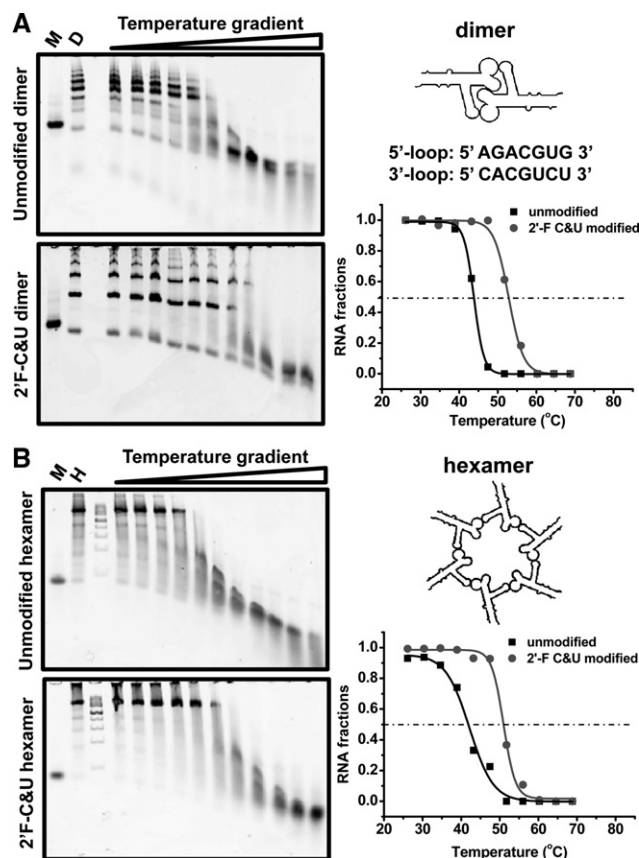 A
Temperature gradient
M
D
Unmodified dimer
2'F-C&U dimer
dimer
5'-loop: 5' AGACGUG 3'
3'-loop: 5' CACGUCU 3'
unmodified
2'-F C&U modified
RNA fractions
1.0
0.8
0.6
0.4
0.2
0.0
20 30 40 50 60 70 80
Temperature (°C)
B
Temperature gradient
M
H
Unmodified hexamer
2'F-C&U hexamer
hexamer
unmodified
2'-F C&U modified
RNA fractions
1.0
0.8
0.6
0.4
0.2
0.0
20 30 40 50 60 70 80
Temperature (°C)